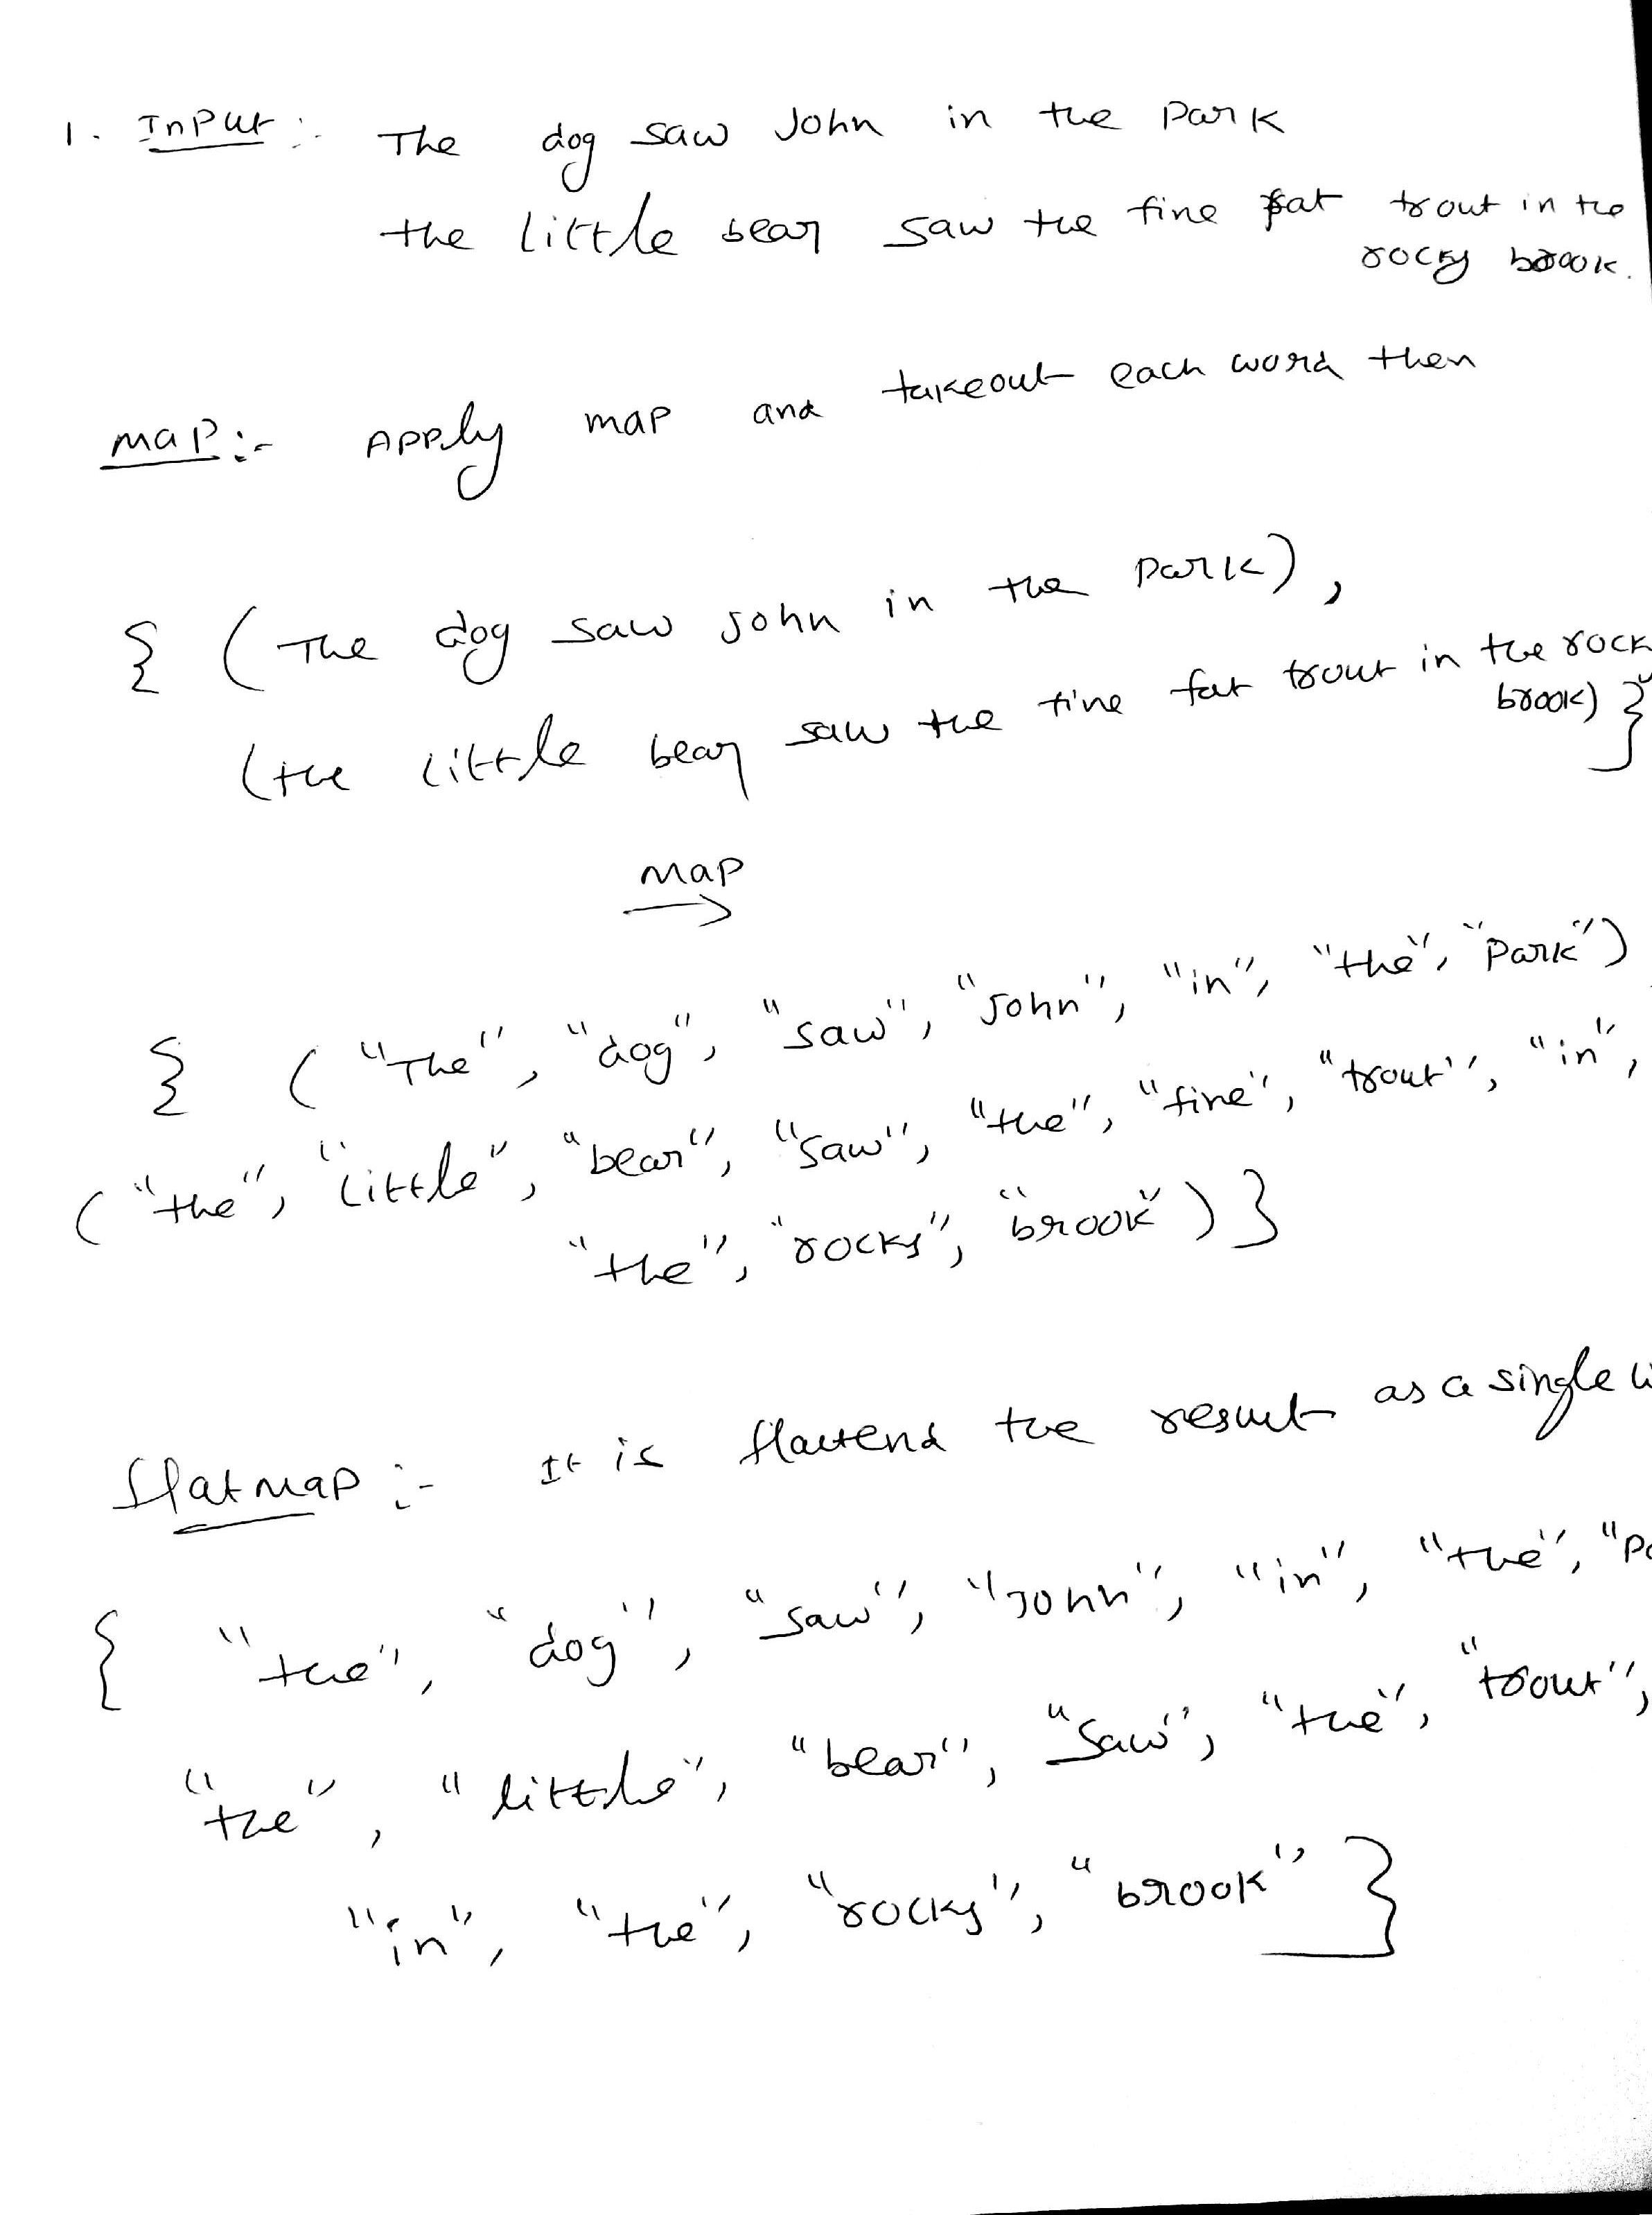 1. Input :- The dog saw John in the park
the little bear saw the fine fat trout in the
rocky brook.
map :- Apply map and takeout each word then
{ ( The dog saw john in the park ) ,
( the little bear saw the fine fat trout in the rocky
brook) }
map
{ ( "The", "dog", "saw", "John", "in", "the", "park")
( "the", "little", "bear", "saw", "the", "fine", "trout", "in",
"the", "rocky", "brook" ) }
flatmap :- It is flattend the result as a single
{ "the", "dog", "saw", "John", "in", "the",
"the", "little", "bear", "saw", "the", "trout",
"in", "the", "rocky", "brook" }